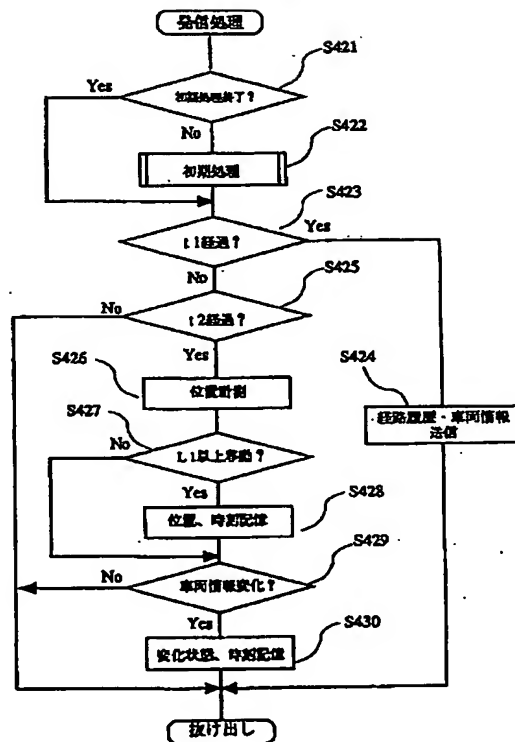 発信処理
S421
Yes
初期処理終了?
No
S422
初期処理
S423
t1経過?
Yes
No
S425
No
t2経過?
Yes
S426
位置計測
S424
経路履歴・車両情報
送信
S427
No
L1以上移動?
Yes
S428
位置、時刻記憶
S429
No
車両情報変化?
Yes
S430
変化状態、時刻記憶
抜け出し